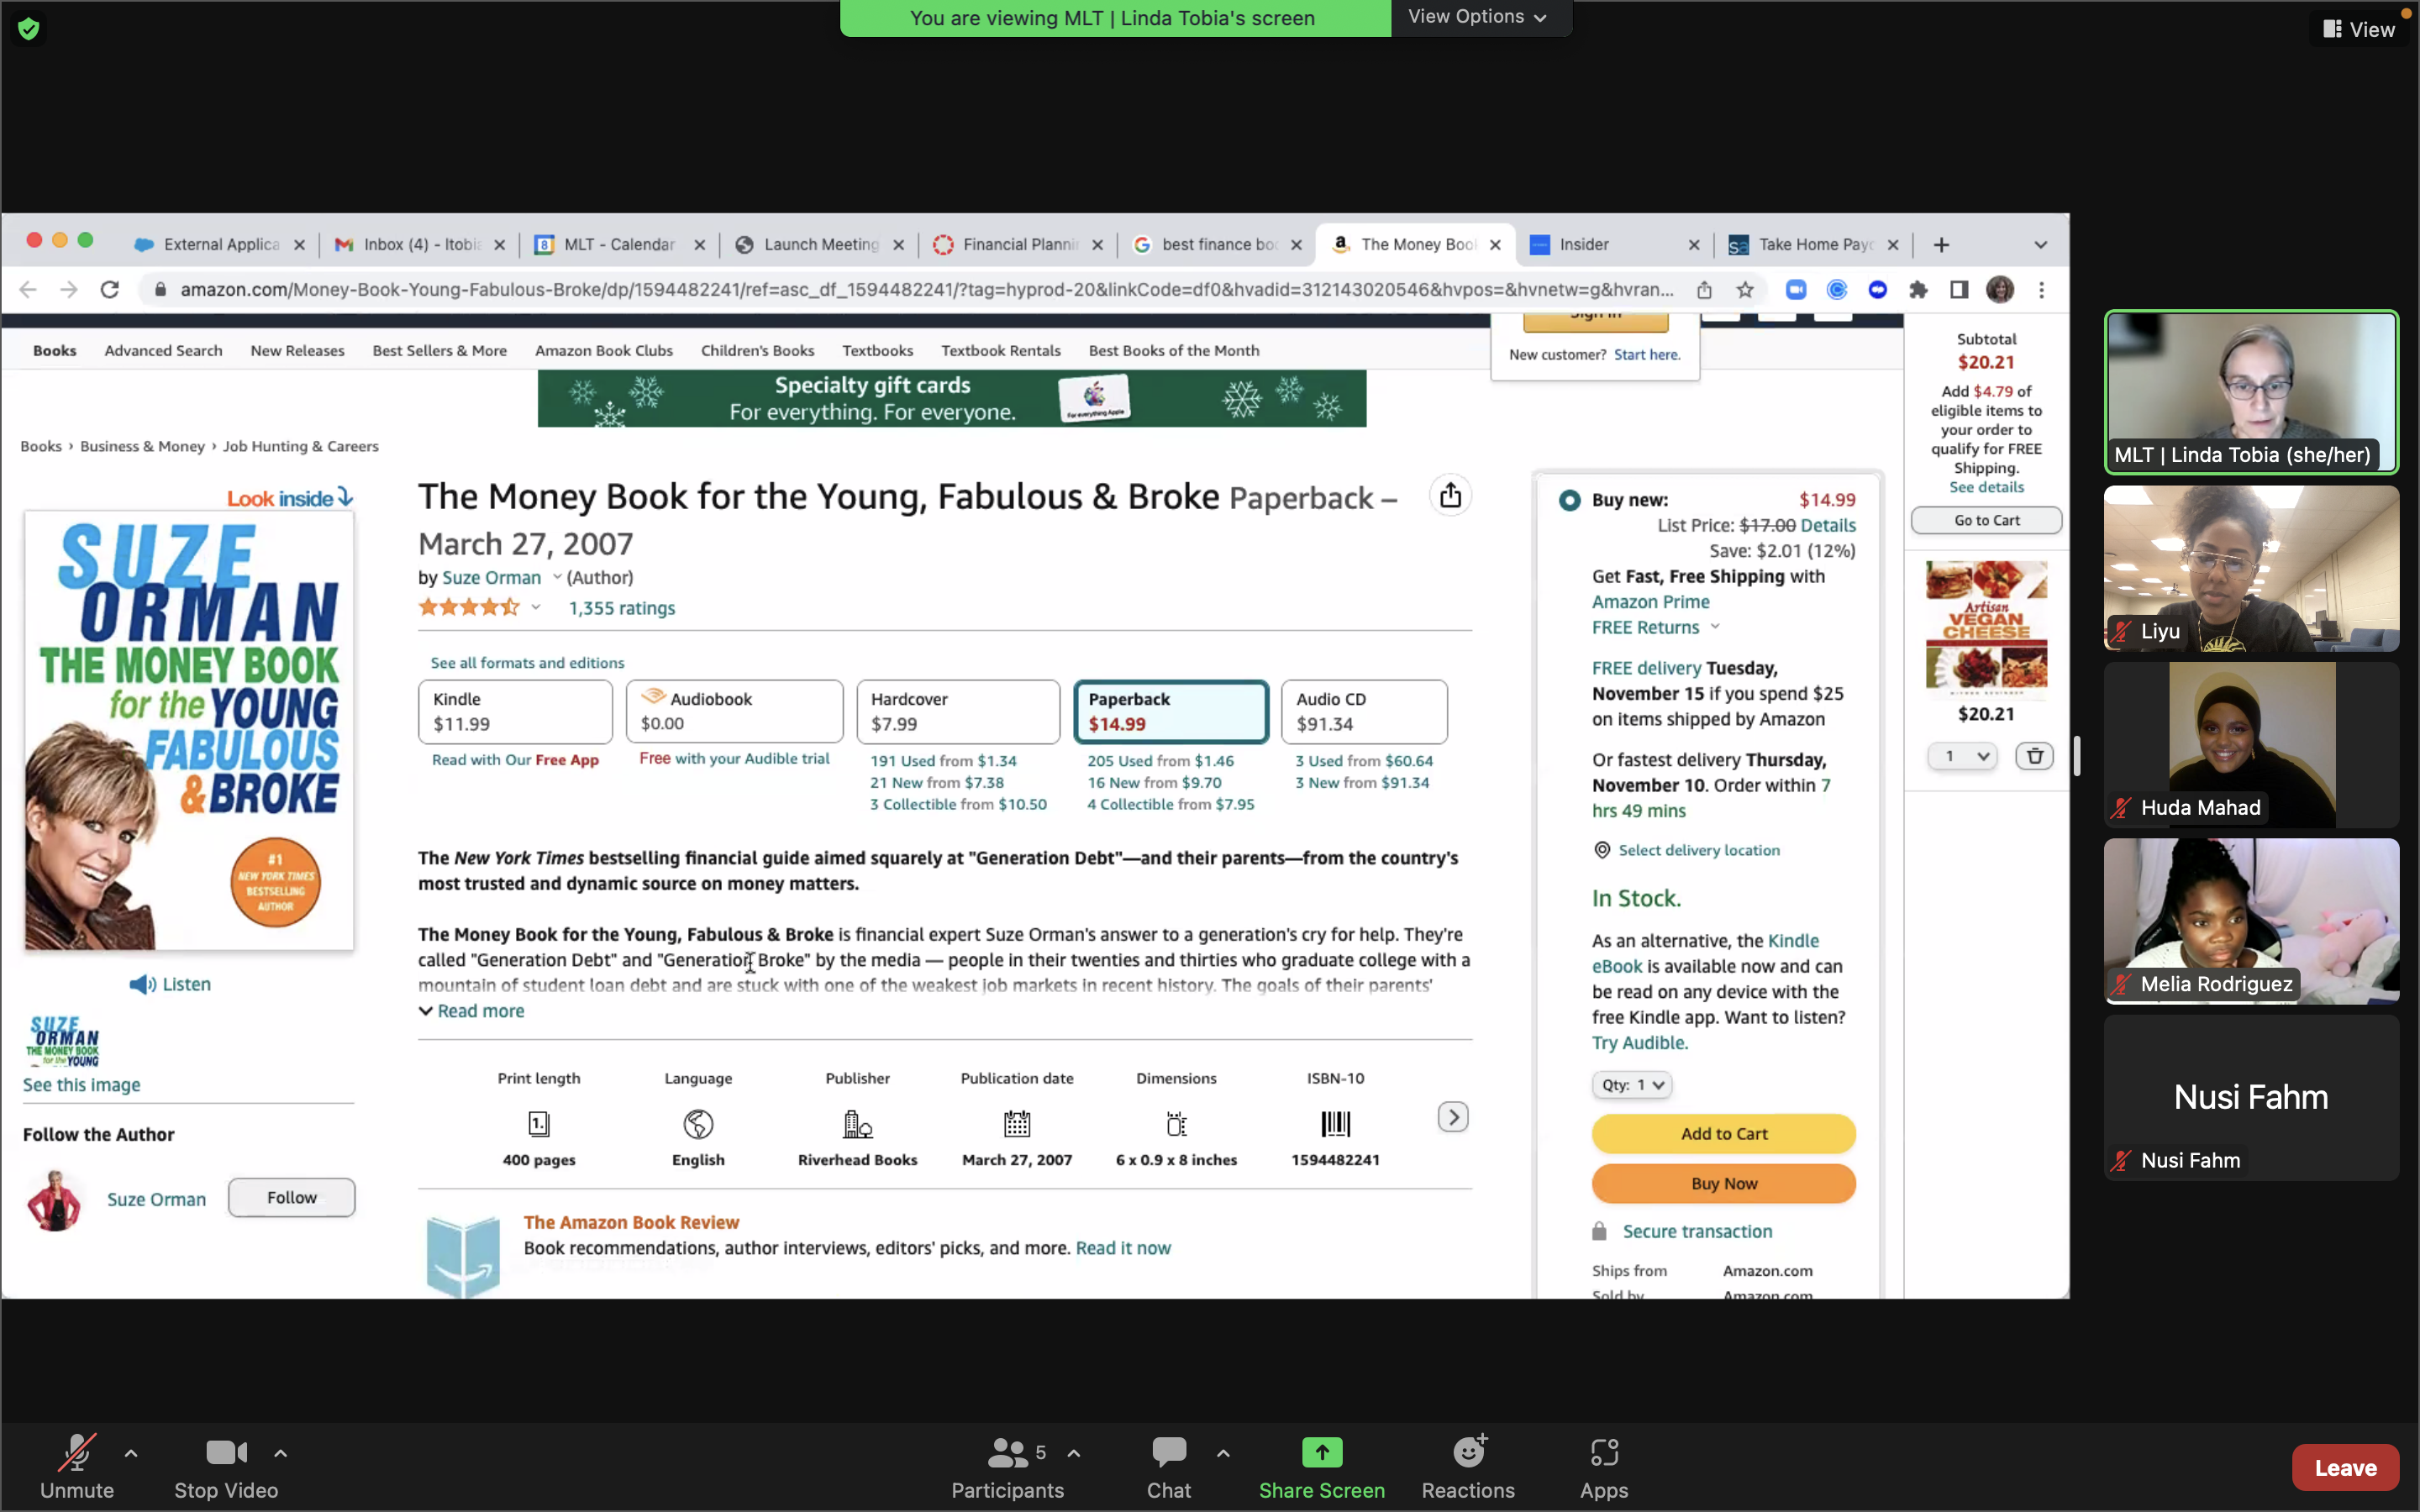 You are viewing MLT | Linda Tobia's screen
View Options
View
External Applica
Inbox (4) - ltobia
MLT - Calendar
Launch Meeting
Financial Planni
best finance boo
The Money Bool
Insider
Take Home Payc
amazon.com/Money-Book-Young-Fabulous-Broke/dp/1594482241/ref=asc_df_1594482241/?tag=hyprod-20&linkCode=df0&hvadid=312143020546&hvpos=&hvnetw=g&hvran...
Sign in
New customer? Start here.
Books
Advanced Search
New Releases
Best Sellers & More
Amazon Book Clubs
Children's Books
Textbooks
Textbook Rentals
Best Books of the Month
Specialty gift cards
For everything. For everyone.
Books › Business & Money › Job Hunting & Careers
Look inside
SUZE
ORMAN
THE MONEY BOOK
for the YOUNG
FABULOUS
& BROKE
#1
NEW YORK TIMES
BESTSELLING
AUTHOR
Listen
SUZE
ORMAN
THE MONEY BOOK
for the YOUNG
See this image
Follow the Author
Suze Orman
Follow
The Money Book for the Young, Fabulous & Broke Paperback –
March 27, 2007
by Suze Orman (Author)
1,355 ratings
See all formats and editions
Kindle
$11.99
Read with Our Free App
Audiobook
$0.00
Free with your Audible trial
Hardcover
$7.99
191 Used from $1.34
21 New from $7.38
3 Collectible from $10.50
Paperback
$14.99
205 Used from $1.46
16 New from $9.70
4 Collectible from $7.95
Audio CD
$91.34
3 Used from $60.64
3 New from $91.34
The New York Times bestselling financial guide aimed squarely at "Generation Debt"—and their parents—from the country's
most trusted and dynamic source on money matters.
The Money Book for the Young, Fabulous & Broke is financial expert Suze Orman's answer to a generation's cry for help. They're
called "Generation Debt" and "Generation Broke" by the media — people in their twenties and thirties who graduate college with a
mountain of student loan debt and are stuck with one of the weakest job markets in recent history. The goals of their parents'
Read more
Print length
400 pages
Language
English
Publisher
Riverhead Books
Publication date
March 27, 2007
Dimensions
6 x 0.9 x 8 inches
ISBN-10
1594482241
The Amazon Book Review
Book recommendations, author interviews, editors' picks, and more. Read it now
Buy new: $14.99
List Price: $17.00 Details
Save: $2.01 (12%)
Get Fast, Free Shipping with
Amazon Prime
FREE Returns
FREE delivery Tuesday,
November 15 if you spend $25
on items shipped by Amazon
Or fastest delivery Thursday,
November 10. Order within 7
hrs 49 mins
Select delivery location
In Stock.
As an alternative, the Kindle
eBook is available now and can
be read on any device with the
free Kindle app. Want to listen?
Try Audible.
Qty: 1
Add to Cart
Buy Now
Secure transaction
Ships from Amazon.com
Sold by Amazon.com
Subtotal
$20.21
Add $4.79 of
eligible items to
your order to
qualify for FREE
Shipping.
See details
Go to Cart
Artisan
VEGAN
CHEESE
$20.21
1
MLT | Linda Tobia (she/her)
Liyu
Huda Mahad
Melia Rodriguez
Nusi Fahm
Nusi Fahm
Unmute
Stop Video
5
Participants
Chat
Share Screen
Reactions
Apps
Leave